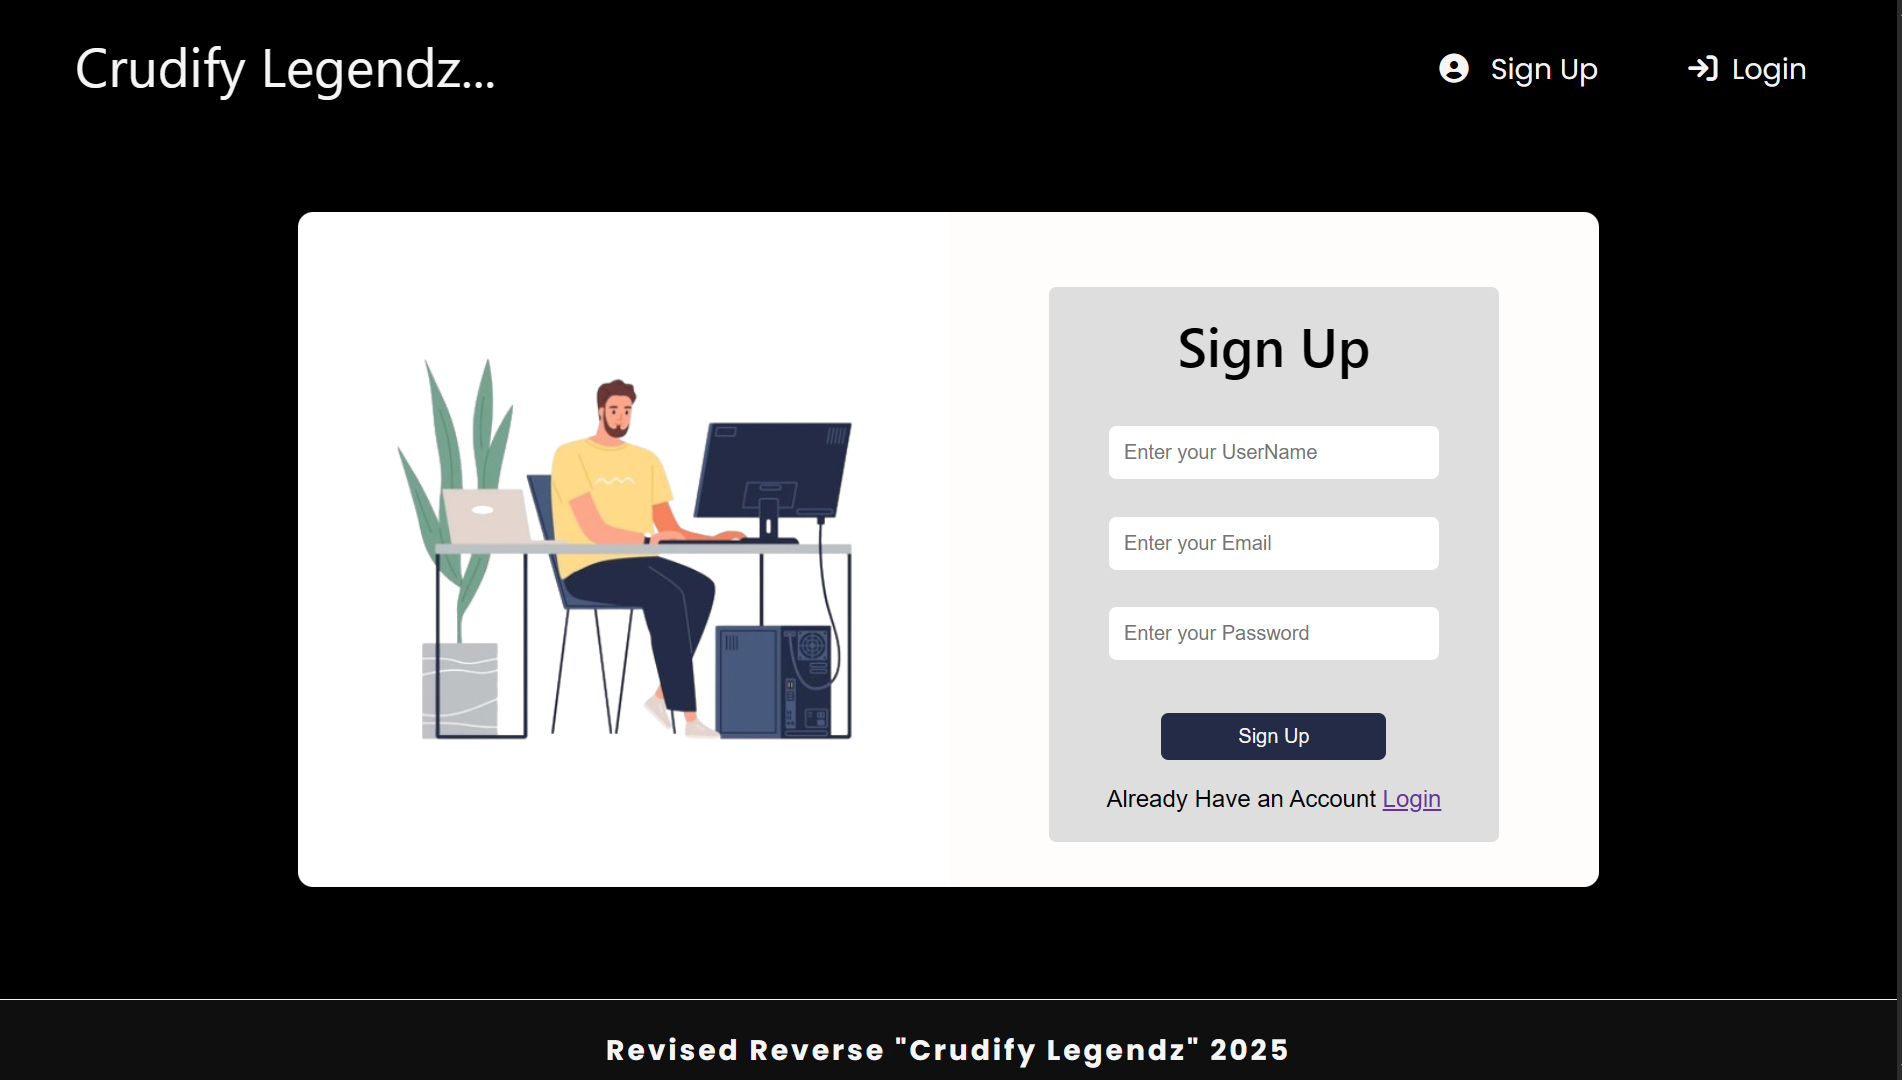 Crudify Legendz...
Sign Up
Login
Sign Up
Enter your UserName
Enter your Email
Enter your Password
Sign Up
Already Have an Account Login
Revised Reverse "Crudify Legendz" 2025